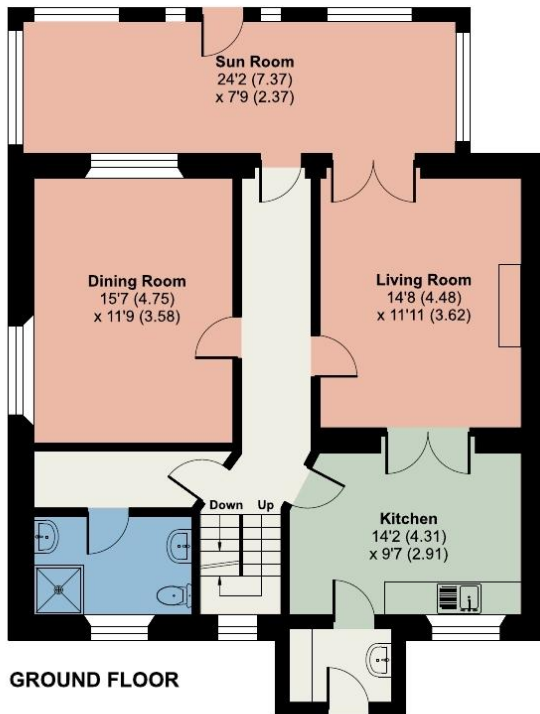 Sun Room
24'2 (7.37)
x 7'9 (2.37)
Dining Room
15'7 (4.75)
x 11'9 (3.58)
Living Room
14'8 (4.48)
x 11'11 (3.62)
Down Up
Kitchen
14'2 (4.31)
x 9'7 (2.91)
GROUND FLOOR